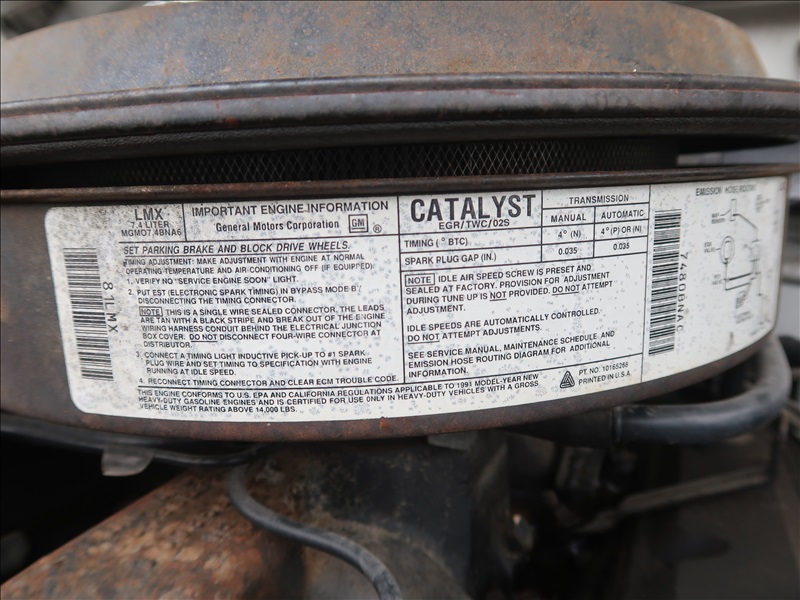 LMX
7.4 LITER
MGM07.4BNA6
IMPORTANT ENGINE INFORMATION
General Motors Corporation GM ®
CATALYST
EGR/TWC/02S
TRANSMISSION
MANUAL AUTOMATIC
TIMING (° BTC) 4° (N) 4° (P) OR (N)
SPARK PLUG GAP (IN.) 0.035 0.035
SET PARKING BRAKE AND BLOCK DRIVE WHEELS.
TIMING ADJUSTMENT: MAKE ADJUSTMENT WITH ENGINE AT NORMAL
OPERATING TEMPERATURE AND AIR CONDITIONING OFF (IF EQUIPPED).
1. VERIFY NO "SERVICE ENGINE SOON" LIGHT.
2. PUT EST (ELECTRONIC SPARK TIMING) IN BYPASS MODE BY
DISCONNECTING THE TIMING CONNECTOR.
NOTE THIS IS A SINGLE WIRE SEALED CONNECTOR. THE LEADS
ARE TAN WITH A BLACK STRIPE, AND BREAK OUT OF THE ENGINE
WIRING HARNESS CONDUIT BEHIND THE ELECTRICAL JUNCTION
BOX COVER. DO NOT DISCONNECT FOUR-WIRE CONNECTOR AT
DISTRIBUTOR.
3. CONNECT A TIMING LIGHT INDUCTIVE PICK-UP TO #1 SPARK
PLUG WIRE AND SET TIMING TO SPECIFICATION WITH ENGINE
RUNNING AT IDLE SPEED.
4. RECONNECT TIMING CONNECTOR AND CLEAR ECM TROUBLE CODE.
NOTE IDLE AIR SPEED SCREW IS PRESET AND
SEALED AT FACTORY. PROVISION FOR ADJUSTMENT
DURING TUNE UP IS NOT PROVIDED. DO NOT ATTEMPT
ADJUSTMENT.
IDLE SPEEDS ARE AUTOMATICALLY CONTROLLED.
DO NOT ATTEMPT ADJUSTMENTS.
SEE SERVICE MANUAL, MAINTENANCE SCHEDULE, AND
EMISSION HOSE ROUTING DIAGRAM FOR ADDITIONAL
INFORMATION.
THIS ENGINE CONFORMS TO U.S. EPA AND CALIFORNIA REGULATIONS APPLICABLE TO 1991 MODEL-YEAR NEW
HEAVY-DUTY GASOLINE ENGINES AND IS CERTIFIED FOR USE ONLY IN HEAVY-DUTY VEHICLES WITH A GROSS
VEHICLE WEIGHT RATING ABOVE 14,000 LBS.
PT. NO. 10165268
PRINTED IN U.S.A.
8 1LMX
7480BNAC
EMISSION HOSE ROUTING